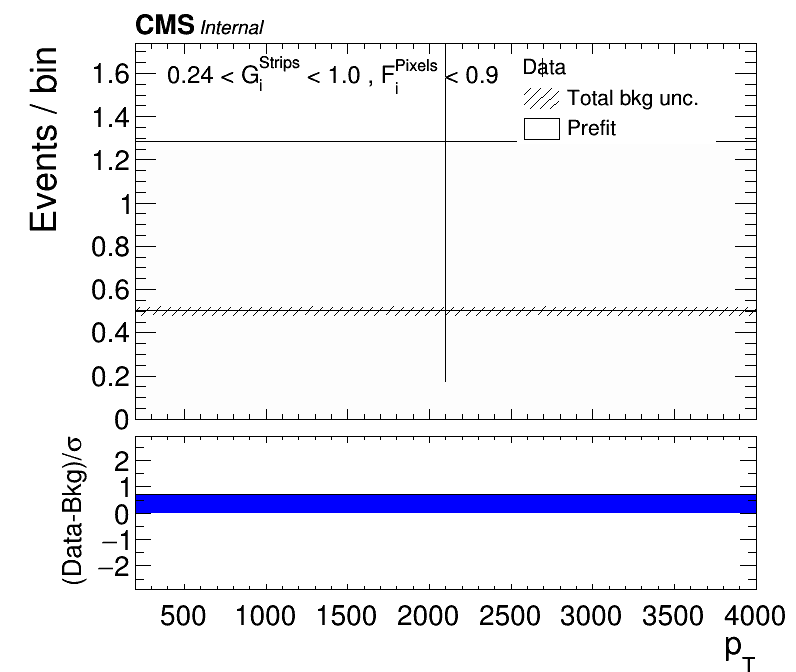 CMS Internal
Events / bin
0.24 < G_i^Strips < 1.0 , F_i^Pixels < 0.9
Data
Total bkg unc.
Prefit
1.6
1.4
1.2
1
0.8
0.6
0.4
0.2
0
(Data-Bkg)/σ
2
1
0
−1
−2
500 1000 1500 2000 2500 3000 3500 4000
p_T